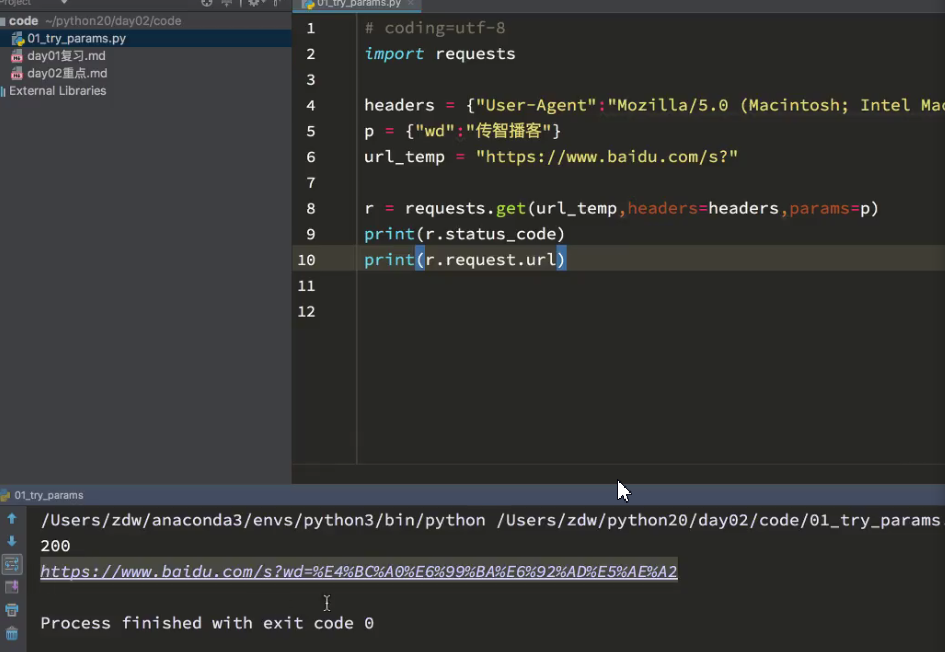 Project
code ~/python20/day02/code
01_try_params.py
day01复习.md
day02重点.md
External Libraries
01_try_params.py
1 # coding=utf-8
2 import requests
3
4 headers = {"User-Agent":"Mozilla/5.0 (Macintosh; Intel Mac
5 p = {"wd":"传智播客"}
6 url_temp = "https://www.baidu.com/s?"
7
8 r = requests.get(url_temp,headers=headers,params=p)
9 print(r.status_code)
10 print(r.request.url)
11
12
01_try_params
/Users/zdw/anaconda3/envs/python3/bin/python /Users/zdw/python20/day02/code/01_try_params.
200
https://www.baidu.com/s?wd=%E4%BC%A0%E6%99%BA%E6%92%AD%E5%AE%A2
Process finished with exit code 0